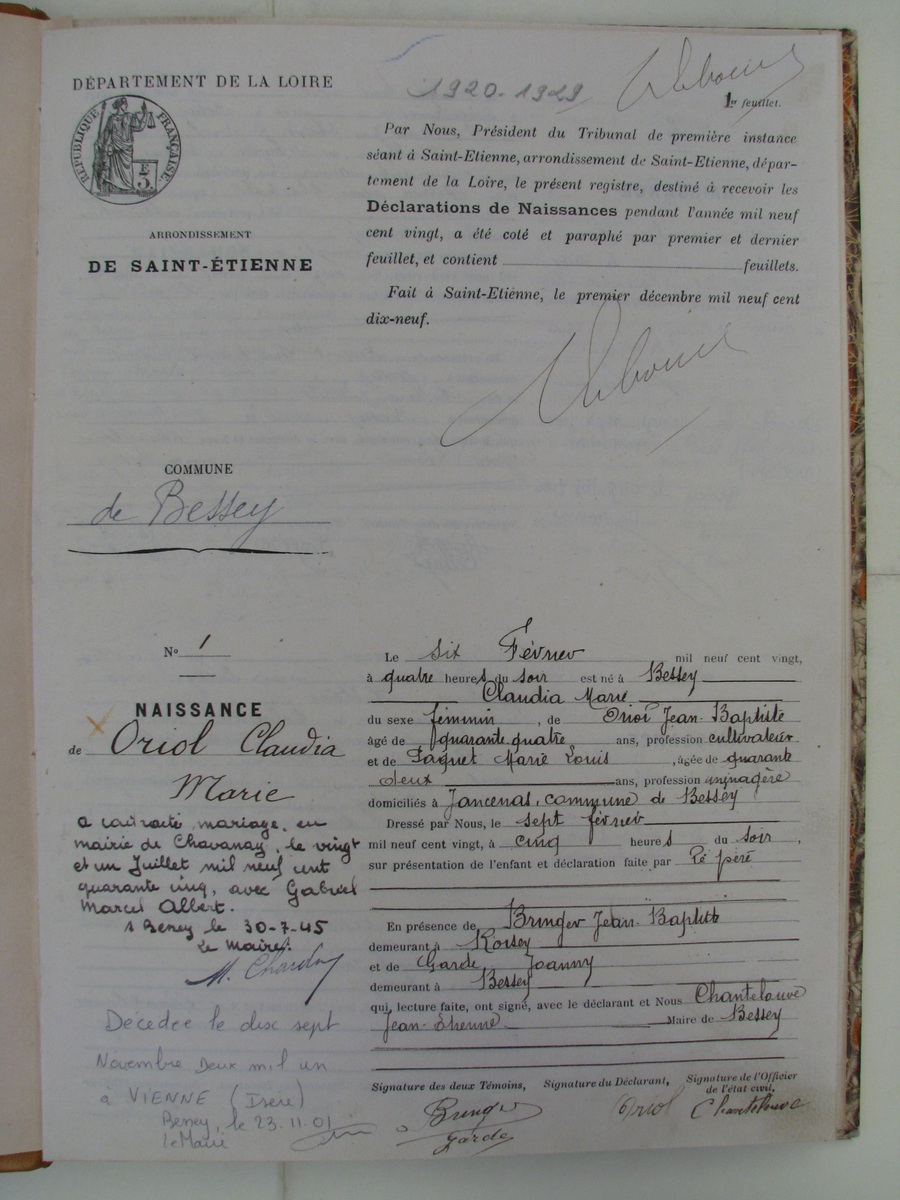 DÉPARTEMENT DE LA LOIRE
RÉPUBLIQUE FRANÇAISE.
ARRONDISSEMENT
DE SAINT-ÉTIENNE
COMMUNE
de Bessey
1920-1929
1er feuillet.
Par Nous, Président du Tribunal de première instance
séant à Saint-Etienne, arrondissement de Saint-Etienne, dépar-
tement de la Loire, le présent registre, destiné à recevoir les
Déclarations de Naissances pendant l'année mil neuf
cent vingt, a été coté et paraphé par premier et dernier
feuillet, et contient feuillets.
Fait à Saint-Etienne, le premier décembre mil neuf cent
dix-neuf.
No 1
NAISSANCE
de Oriol Claudia
Marie
a contracté mariage, en
mairie de Chavanay, le vingt
et un Juillet mil neuf cent
quarante cinq, avec Gabriel
Marcel Albert.
à Bessey le 30-7-45
Le Maire:
M. Chardon
Décédée le dix sept
Novembre Deux mil un
à VIENNE (Isère)
Bessey, le 23.11.01
le Maire
Le six Février mil neuf cent vingt,
à quatre heures du soir est né à Bessey
Claudia Marie
du sexe féminin, de Oriol Jean-Baptiste
âgé de quarante quatre ans, profession cultivateur
et de Paquet Marie Louis, âgée de quarante
deux ans, profession ménagère
domiciliés à Jancenas, commune de Bessey
Dressé par Nous, le sept février
mil neuf cent vingt, à cinq heures du soir,
sur présentation de l'enfant et déclaration faite par le père
En présence de Bringer Jean-Baptiste
demeurant à Roisey
et de Garde Joanny
demeurant à Bessey
qui, lecture faite, ont signé, avec le déclarant et Nous Chantelouve
Jean-Etienne Maire de Bessey
Signature des deux Témoins, Signature du Déclarant, Signature de l'Officier
de l'état civil,
Bringer Oriol Chantelouve
Garde